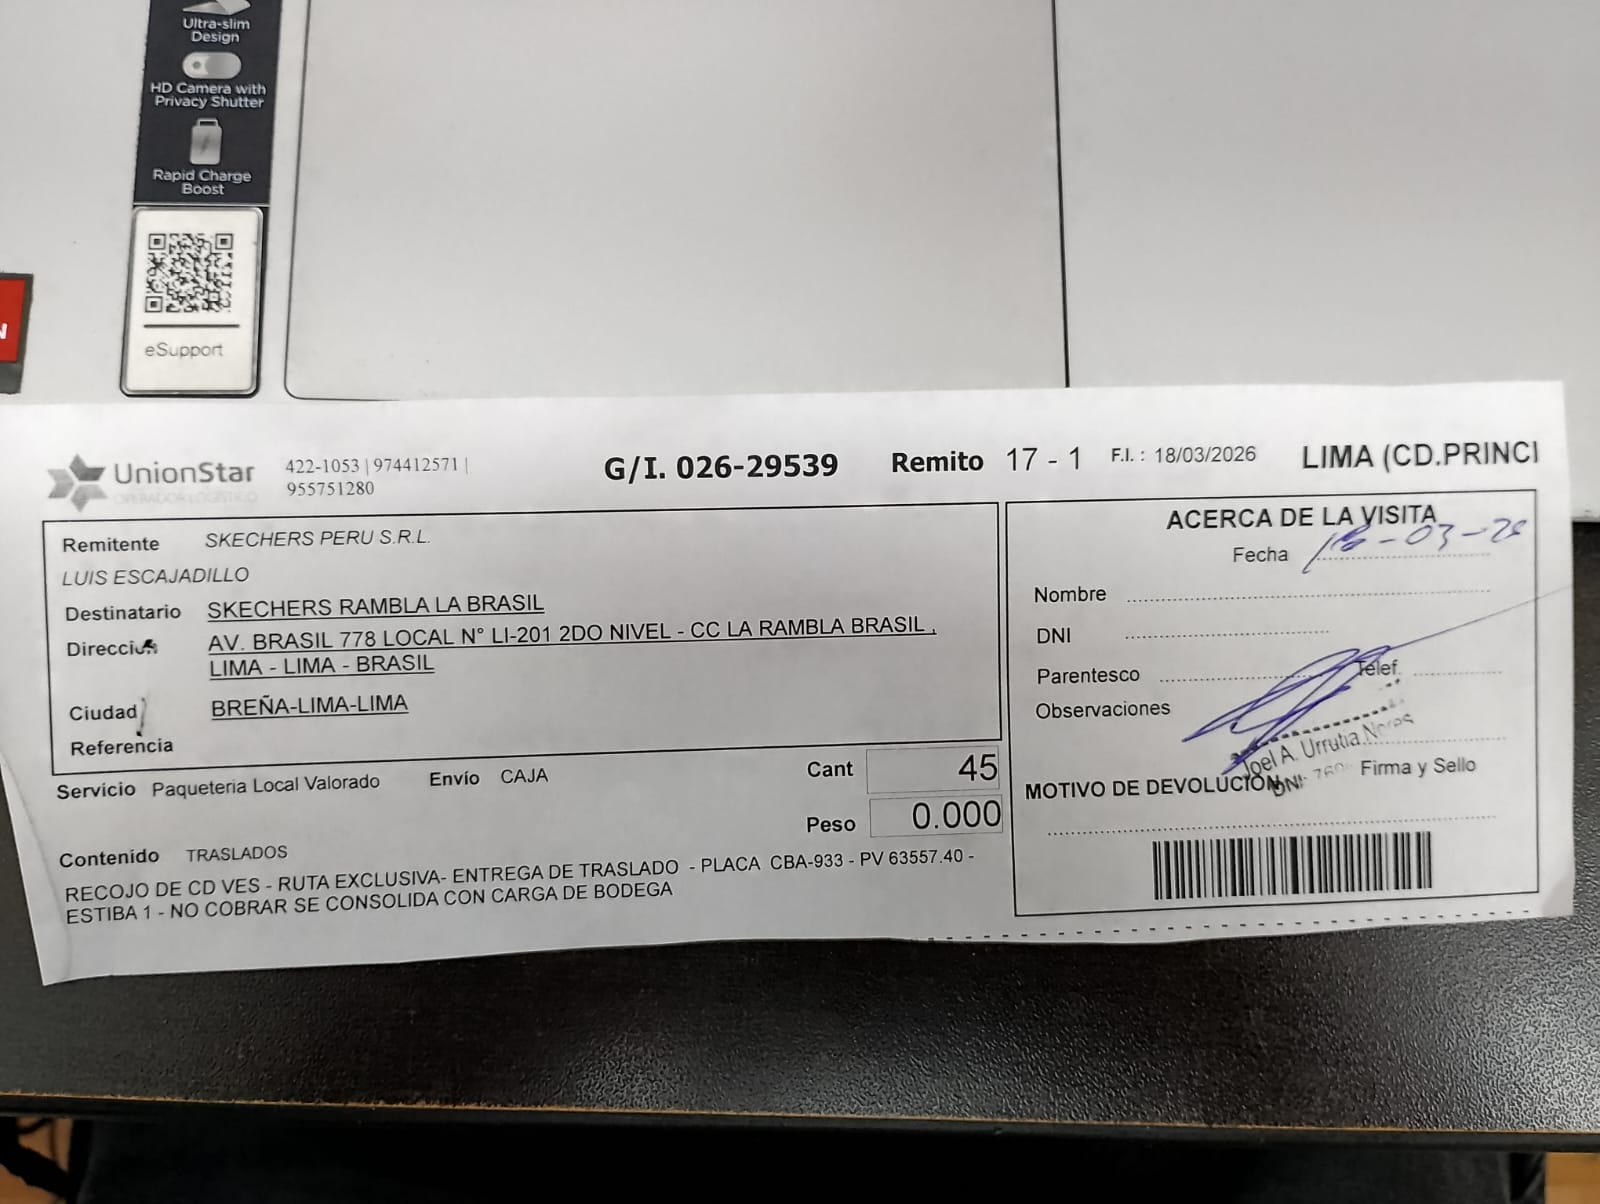 Ultra-slim
Design
HD Camera with
Privacy Shutter
Rapid Charge
Boost
eSupport
N
UnionStar
OPERADOR LOGÍSTICO
422-1053 | 974412571 |
955751280
G/I. 026-29539
Remito 17 - 1
F.I. : 18/03/2026
LIMA (CD.PRINCI
Remitente SKECHERS PERU S.R.L.
LUIS ESCAJADILLO
Destinatario SKECHERS RAMBLA LA BRASIL
Dirección AV. BRASIL 778 LOCAL N° LI-201 2DO NIVEL - CC LA RAMBLA BRASIL ,
LIMA - LIMA - BRASIL
Ciudad BREÑA-LIMA-LIMA
Referencia
Servicio Paqueteria Local Valorado Envío CAJA
Cant 45
Peso 0.000
Contenido TRASLADOS
RECOJO DE CD VES - RUTA EXCLUSIVA- ENTREGA DE TRASLADO - PLACA CBA-933 - PV 63557.40 -
ESTIBA 1 - NO COBRAR SE CONSOLIDA CON CARGA DE BODEGA
ACERCA DE LA VISITA
Fecha
Nombre
DNI
Parentesco Telef.
Observaciones
Joel A. Urrutia
DNI:
Firma y Sello
MOTIVO DE DEVOLUCIÓN